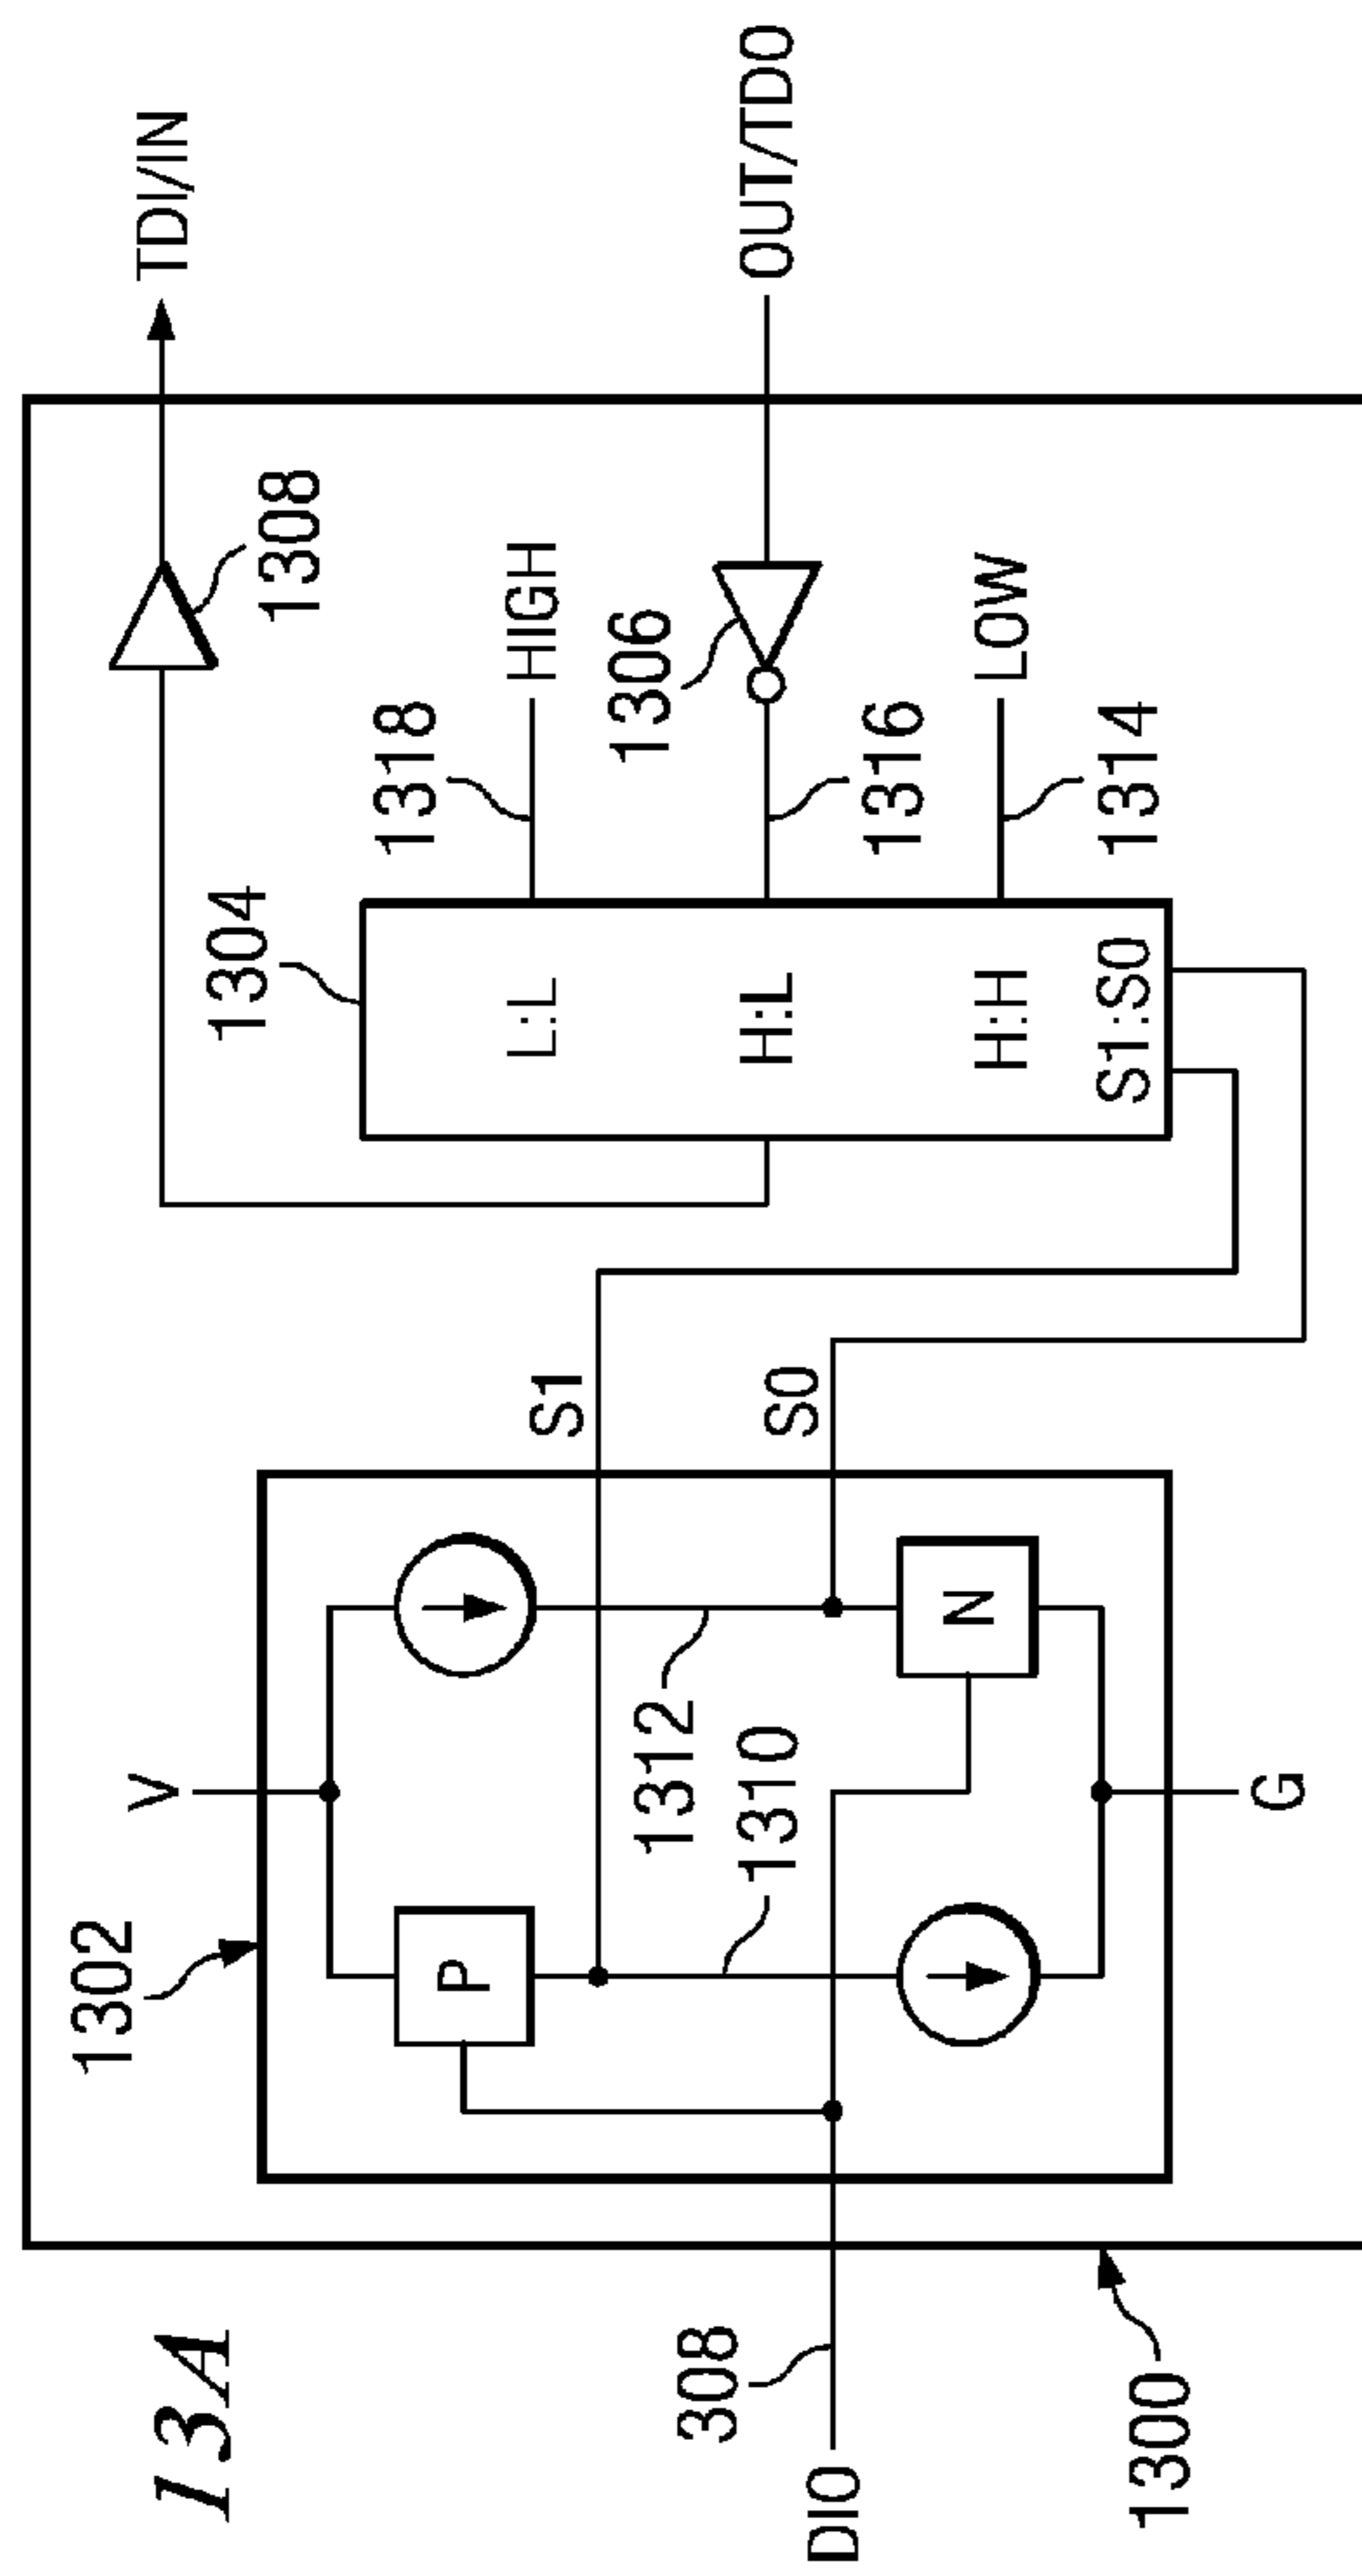 13A
1302
V
TDI/IN
1308
1304
1318
HIGH
P
S1
L:L
1306
OUT/TDO
308
1312
1310
S0
H:L
1316
DIO
N
H:H
LOW
S1:S0
1314
1300
G